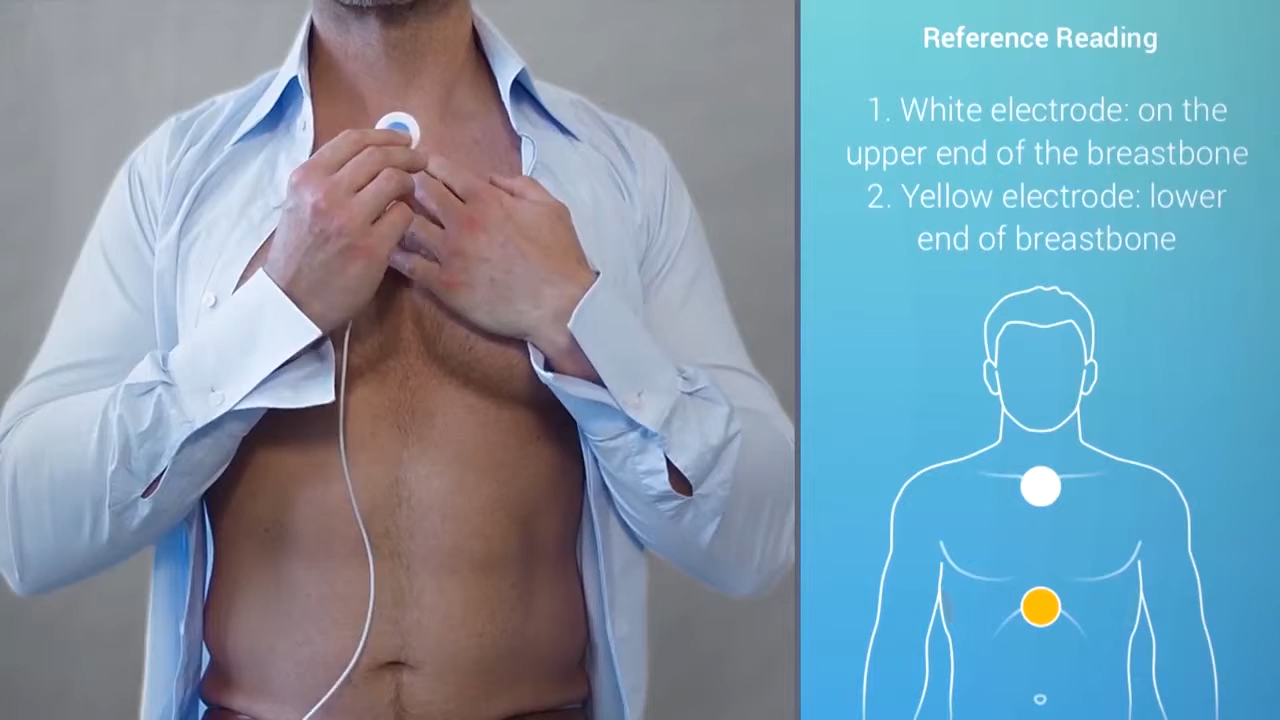 Reference Reading
1. White electrode: on the
upper end of the breastbone
2. Yellow electrode: lower
end of breastbone